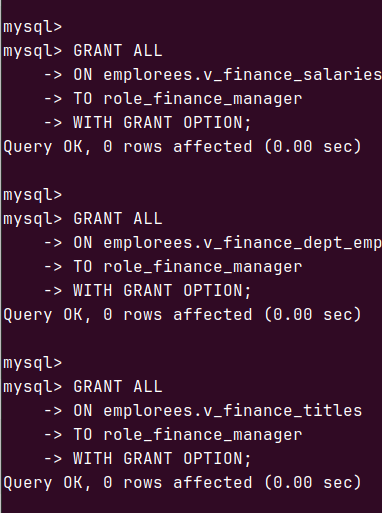 mysql>
mysql> GRANT ALL
    -> ON emplorees.v_finance_salaries
    -> TO role_finance_manager
    -> WITH GRANT OPTION;
Query OK, 0 rows affected (0.00 sec)

mysql>
mysql> GRANT ALL
    -> ON emplorees.v_finance_dept_emp
    -> TO role_finance_manager
    -> WITH GRANT OPTION;
Query OK, 0 rows affected (0.00 sec)

mysql>
mysql> GRANT ALL
    -> ON emplorees.v_finance_titles
    -> TO role_finance_manager
    -> WITH GRANT OPTION;
Query OK, 0 rows affected (0.00 sec)